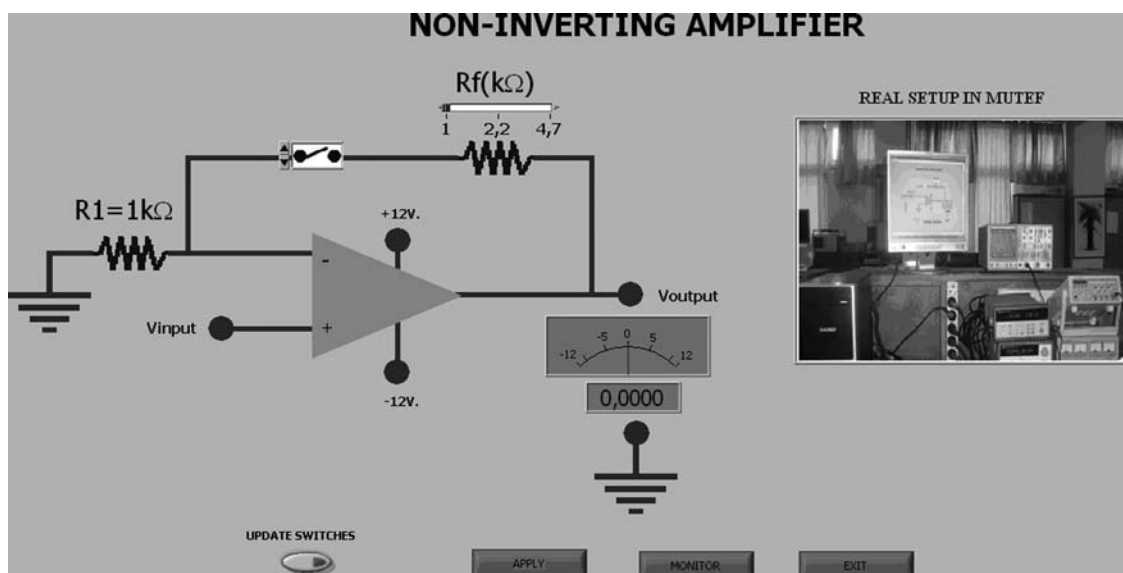 NON-INVERTING AMPLIFIER
Rf(kΩ)
1 2,2 4,7
REAL SETUP IN MUTEF
R1=1kΩ
+12V.
-
+
Vinput
Voutput
-12V.
-12 -5 0 5 12
0,0000
UPDATE SWITCHES
APPLY
MONITOR
EXIT